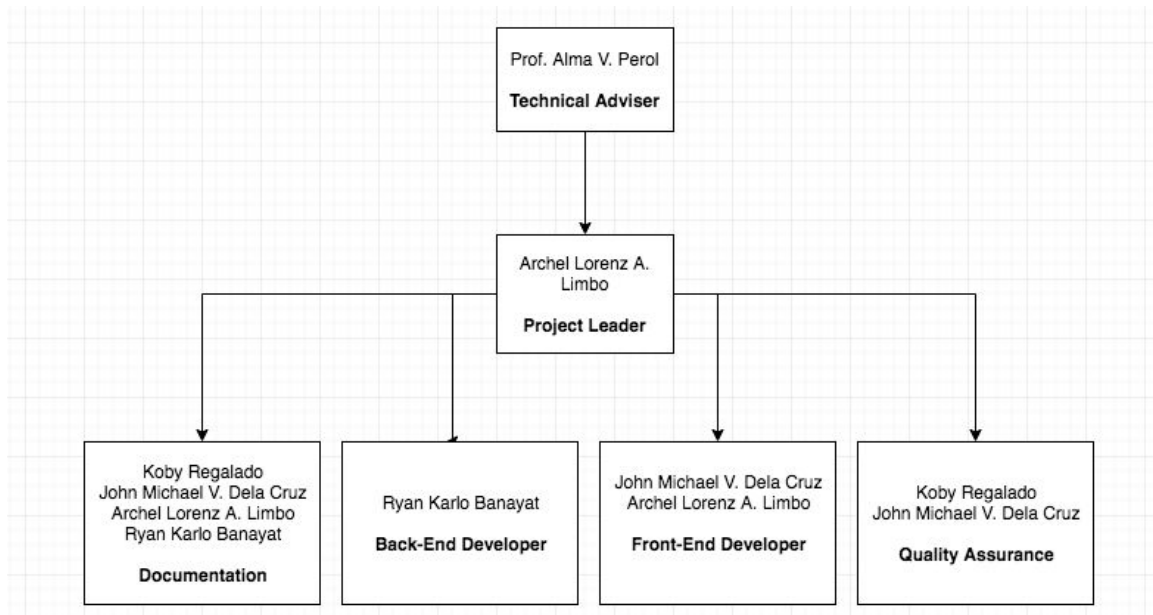 Prof. Alma V. Perol
Technical Adviser
Archel Lorenz A.
Limbo
Project Leader
Koby Regalado
John Michael V. Dela Cruz
Archel Lorenz A. Limbo
Ryan Karlo Banayat
Documentation
Ryan Karlo Banayat
Back-End Developer
John Michael V. Dela Cruz
Archel Lorenz A. Limbo
Front-End Developer
Koby Regalado
John Michael V. Dela Cruz
Quality Assurance